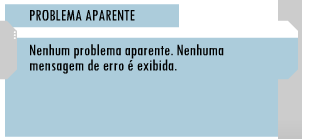 PROBLEMA APARENTE
Nenhum problema aparente. Nenhuma
mensagem de erro é exibida.